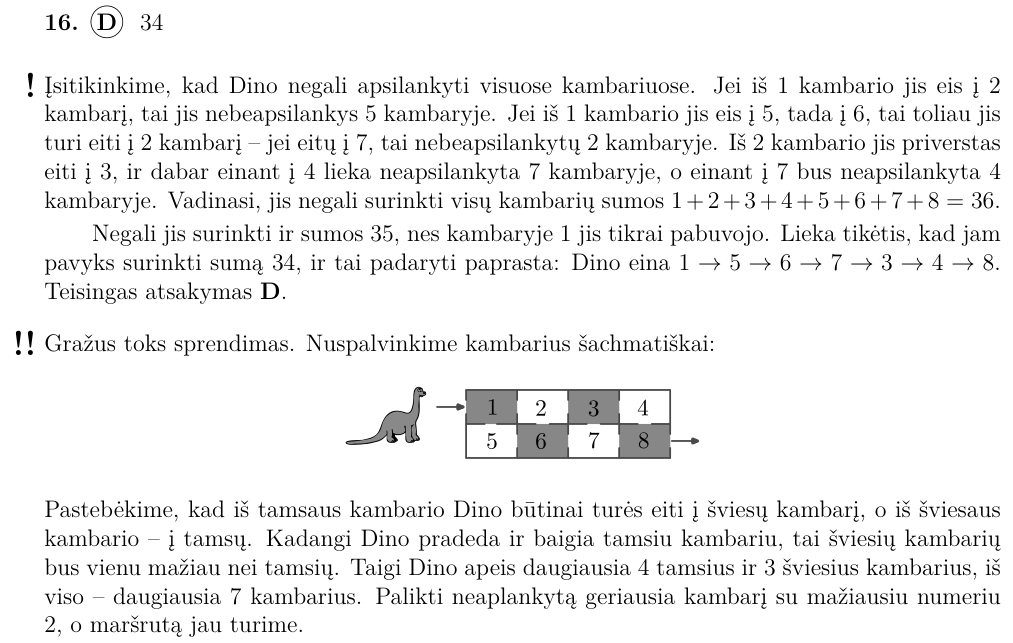 16. D 34
! Įsitikinkime, kad Dino negali apsilankyti visuose kambariuose. Jei iš 1 kambario jis eis į 2
kambarį, tai jis nebeapsilankys 5 kambaryje. Jei iš 1 kambario jis eis į 5, tada į 6, tai toliau jis
turi eiti į 2 kambarį – jei eitų į 7, tai nebeapsilankytų 2 kambaryje. Iš 2 kambario jis priverstas
eiti į 3, ir dabar einant į 4 lieka neapsilankyta 7 kambaryje, o einant į 7 bus neapsilankyta 4
kambaryje. Vadinasi, jis negali surinkti visų kambarių sumos 1+2+3+4+5+6+7+8 = 36.
Negali jis surinkti ir sumos 35, nes kambaryje 1 jis tikrai pabuvojo. Lieka tikėtis, kad jam
pavyks surinkti sumą 34, ir tai padaryti paprasta: Dino eina 1 → 5 → 6 → 7 → 3 → 4 → 8.
Teisingas atsakymas D.
!! Gražus toks sprendimas. Nuspalvinkime kambarius šachmatiškai:
1 2 3 4
5 6 7 8
Pastebėkime, kad iš tamsaus kambario Dino būtinai turės eiti į šviesų kambarį, o iš šviesaus
kambario – į tamsų. Kadangi Dino pradeda ir baigia tamsiu kambariu, tai šviesių kambarių
bus vienu mažiau nei tamsių. Taigi Dino apeis daugiausia 4 tamsius ir 3 šviesius kambarius, iš
viso – daugiausia 7 kambarius. Palikti neaplankytą geriausia kambarį su mažiausiu numeriu
2, o maršrutą jau turime.